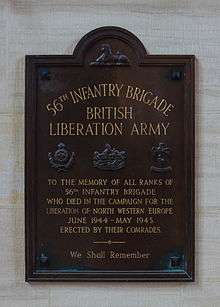 56TH INFANTRY BRIGADE
BRITISH
LIBERATION ARMY
TO THE MEMORY OF ALL RANKS OF
56TH INFANTRY BRIGADE
WHO DIED IN THE CAMPAIGN FOR THE
LIBERATION OF NORTH WESTERN EUROPE
JUNE 1944 - MAY 1945
ERECTED BY THEIR COMRADES.
We Shall Remember